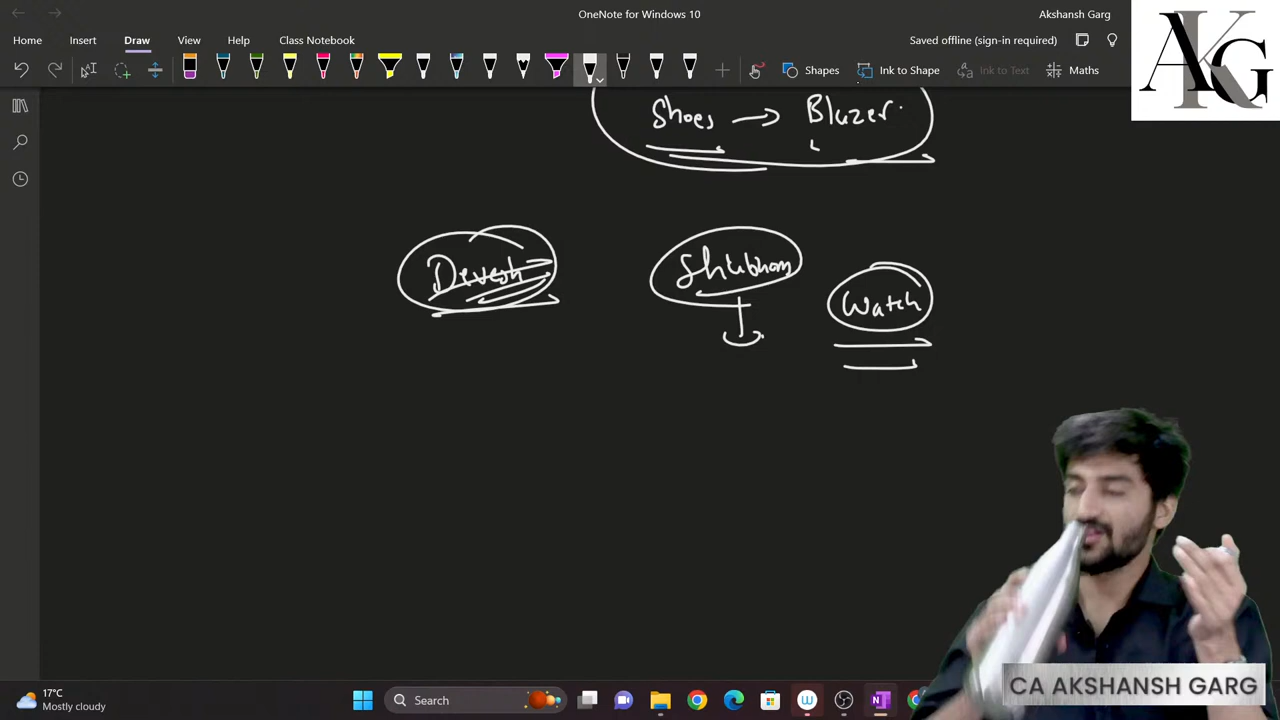 OneNote for Windows 10
Akshansh Garg
Home Insert Draw View Help Class Notebook
Saved offline (sign-in required)
Shapes Ink to Shape Ink to Text Maths
AKG
Shoes → Blazer
Devesh Shubham
Watch
CA AKSHANSH GARG
17°C
Mostly cloudy
Search